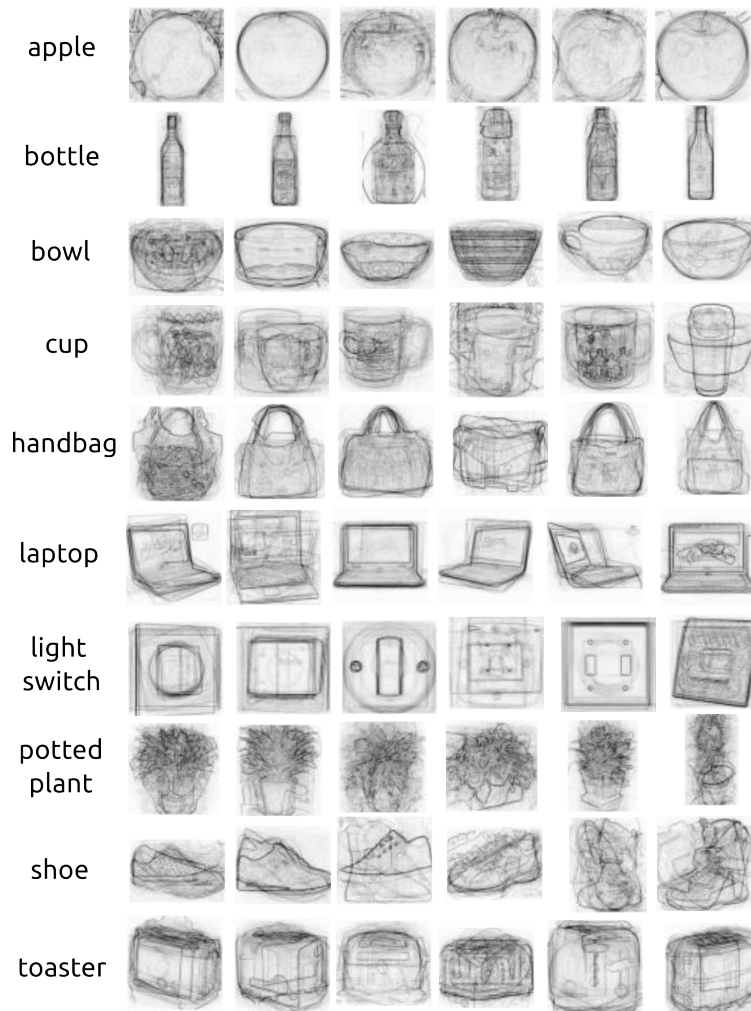 apple
bottle
bowl
cup
handbag
laptop
light
switch
potted
plant
shoe
toaster